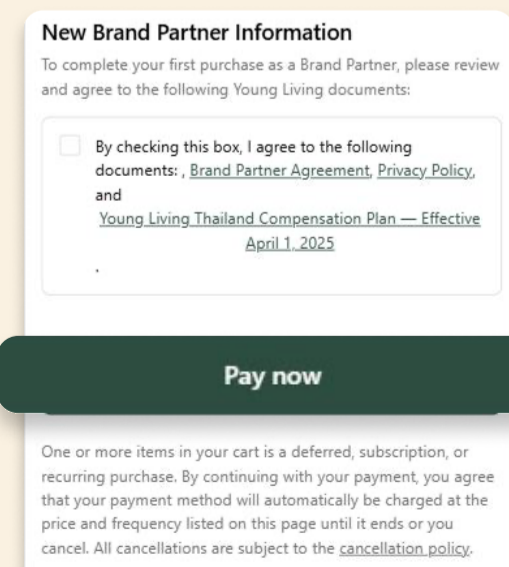 New Brand Partner Information
To complete your first purchase as a Brand Partner, please review
and agree to the following Young Living documents:
By checking this box, I agree to the following
documents: , Brand Partner Agreement, Privacy Policy,
and
Young Living Thailand Compensation Plan — Effective
April 1, 2025
.
Pay now
One or more items in your cart is a deferred, subscription, or
recurring purchase. By continuing with your payment, you agree
that your payment method will automatically be charged at the
price and frequency listed on this page until it ends or you
cancel. All cancellations are subject to the cancellation policy.